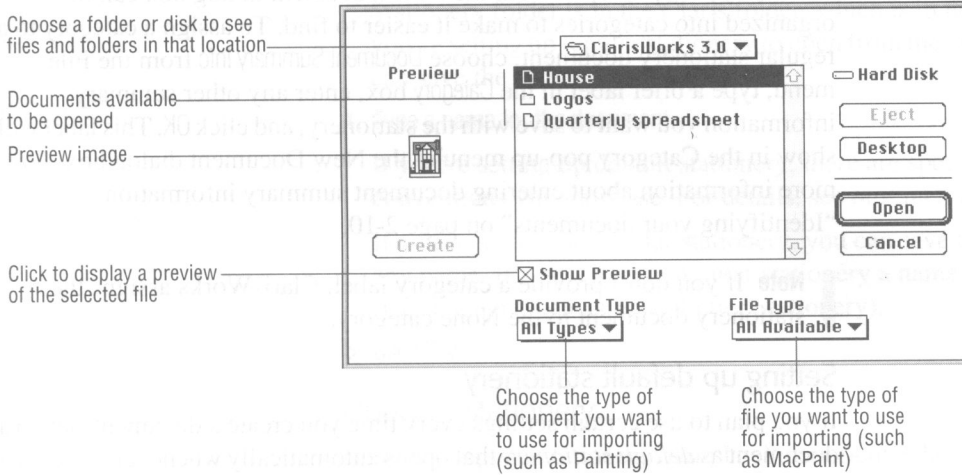 Choose a folder or disk to see
files and folders in that location
Documents available
to be opened
Preview image
Click to display a preview
of the selected file
ClarisWorks 3.0
Preview
House
Logos
Quarterly spreadsheet
Create
Show Preview
Document Type
All Types
File Type
All Available
Hard Disk
Eject
Desktop
Open
Cancel
Choose the type of
document you want
to use for importing
(such as Painting)
Choose the type of
file you want to use
for importing (such
as MacPaint)